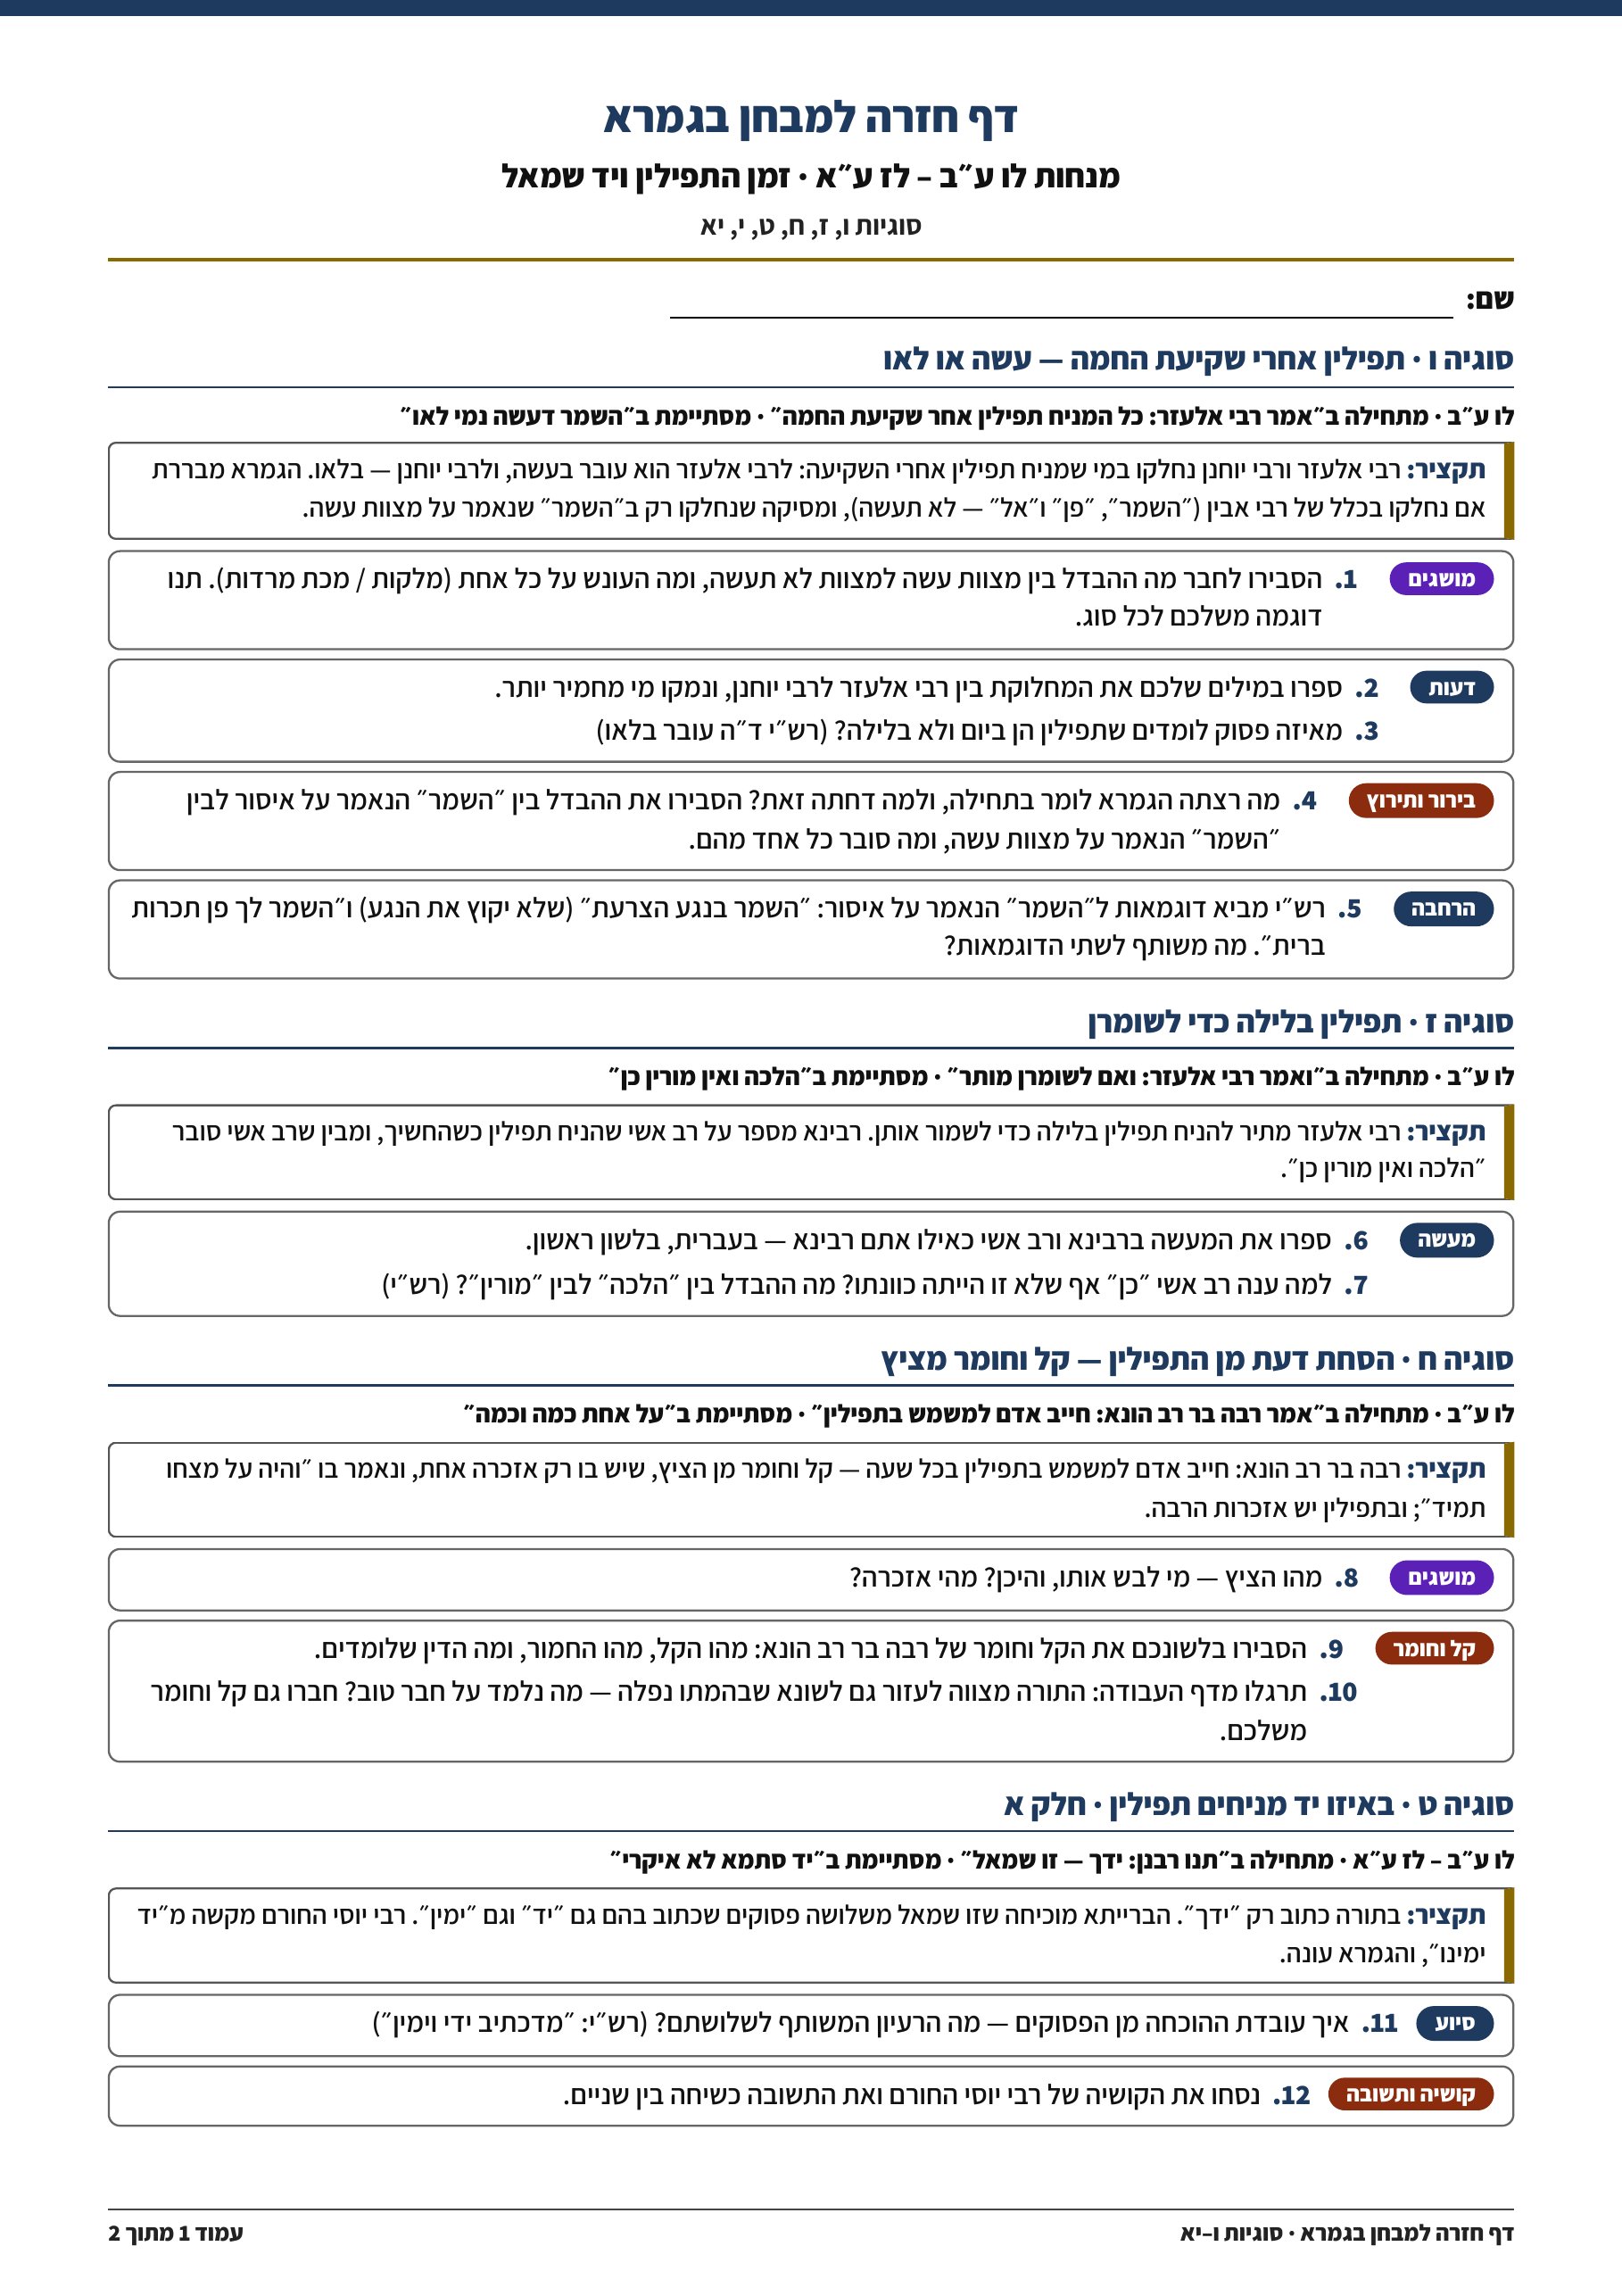 דף חזרה למבחן בגמרא
מנחות לו ע״ב – לז ע״א · זמן התפילין ויד שמאל
סוגיות ו, ז, ח, ט, י, יא
שם:
סוגיה ו · תפילין אחרי שקיעת החמה — עשה או לאו
לו ע״ב · מתחילה ב״אמר רבי אלעזר: כל המניח תפילין אחר שקיעת החמה״ · מסתיימת ב״השמר דעשה נמי לאו״
תקציר: רבי אלעזר ורבי יוחנן נחלקו במי שמניח תפילין אחרי השקיעה: לרבי אלעזר הוא עובר בעשה, ולרבי יוחנן — בלאו. הגמרא מבררת
אם נחלקו בכלל של רבי אבין (״השמר״, ״פן״ ו״אל״ — לא תעשה), ומסיקה שנחלקו רק ב״השמר״ שנאמר על מצוות עשה.
מושגים 1. הסבירו לחבר מה ההבדל בין מצוות עשה למצוות לא תעשה, ומה העונש על כל אחת (מלקות / מכת מרדות). תנו
דוגמה משלכם לכל סוג.
דעות 2. ספרו במילים שלכם את המחלוקת בין רבי אלעזר לרבי יוחנן, ונמקו מי מחמיר יותר.
3. מאיזה פסוק לומדים שתפילין הן ביום ולא בלילה? (רש״י ד״ה עובר בלאו)
בירור ותירוץ 4. מה רצתה הגמרא לומר בתחילה, ולמה דחתה זאת? הסבירו את ההבדל בין ״השמר״ הנאמר על איסור לבין
״השמר״ הנאמר על מצוות עשה, ומה סובר כל אחד מהם.
הרחבה 5. רש״י מביא דוגמאות ל״השמר״ הנאמר על איסור: ״השמר בנגע הצרעת״ (שלא יקוץ את הנגע) ו״השמר לך פן תכרות
ברית״. מה משותף לשתי הדוגמאות?
סוגיה ז · תפילין בלילה כדי לשומרן
לו ע״ב · מתחילה ב״ואמר רבי אלעזר: ואם לשומרן מותר״ · מסתיימת ב״הלכה ואין מורין כן״
תקציר: רבי אלעזר מתיר להניח תפילין בלילה כדי לשמור אותן. רבינא מספר על רב אשי שהניח תפילין כשהחשיך, ומבין שרב אשי סובר
״הלכה ואין מורין כן״.
מעשה 6. ספרו את המעשה ברבינא ורב אשי כאילו אתם רבינא — בעברית, בלשון ראשון.
7. למה ענה רב אשי ״כן״ אף שלא זו הייתה כוונתו? מה ההבדל בין ״הלכה״ לבין ״מורין״? (רש״י)
סוגיה ח · הסחת דעת מן התפילין — קל וחומר מציץ
לו ע״ב · מתחילה ב״אמר רבה בר רב הונא: חייב אדם למשמש בתפילין״ · מסתיימת ב״על אחת כמה וכמה״
תקציר: רבה בר רב הונא: חייב אדם למשמש בתפילין בכל שעה — קל וחומר מן הציץ, שיש בו רק אזכרה אחת, ונאמר בו ״והיה על מצחו
תמיד״; ובתפילין יש אזכרות הרבה.
מושגים 8. מהו הציץ — מי לבש אותו, והיכן? מהי אזכרה?
קל וחומר 9. הסבירו בלשונכם את הקל וחומר של רבה בר רב הונא: מהו הקל, מהו החמור, ומה הדין שלומדים.
10. תרגלו מדף העבודה: התורה מצווה לעזור גם לשונא שבהמתו נפלה — מה נלמד על חבר טוב? חברו גם קל וחומר
משלכם.
סוגיה ט · באיזו יד מניחים תפילין · חלק א
לו ע״ב – לז ע״א · מתחילה ב״תנו רבנן: ידך — זו שמאל״ · מסתיימת ב״יד סתמא לא איקרי״
תקציר: בתורה כתוב רק ״ידך״. הברייתא מוכיחה שזו שמאל משלושה פסוקים שכתוב בהם גם ״יד״ וגם ״ימין״. רבי יוסי החורם מקשה מ״יד
ימינו״, והגמרא עונה.
סיוע 11. איך עובדת ההוכחה מן הפסוקים — מה הרעיון המשותף לשלושתם? (רש״י: ״מדכתיב ידי וימין״)
קושיה ותשובה 12. נסחו את הקושיה של רבי יוסי החורם ואת התשובה כשיחה בין שניים.
דף חזרה למבחן בגמרא · סוגיות ו–יא
עמוד 1 מתוך 2